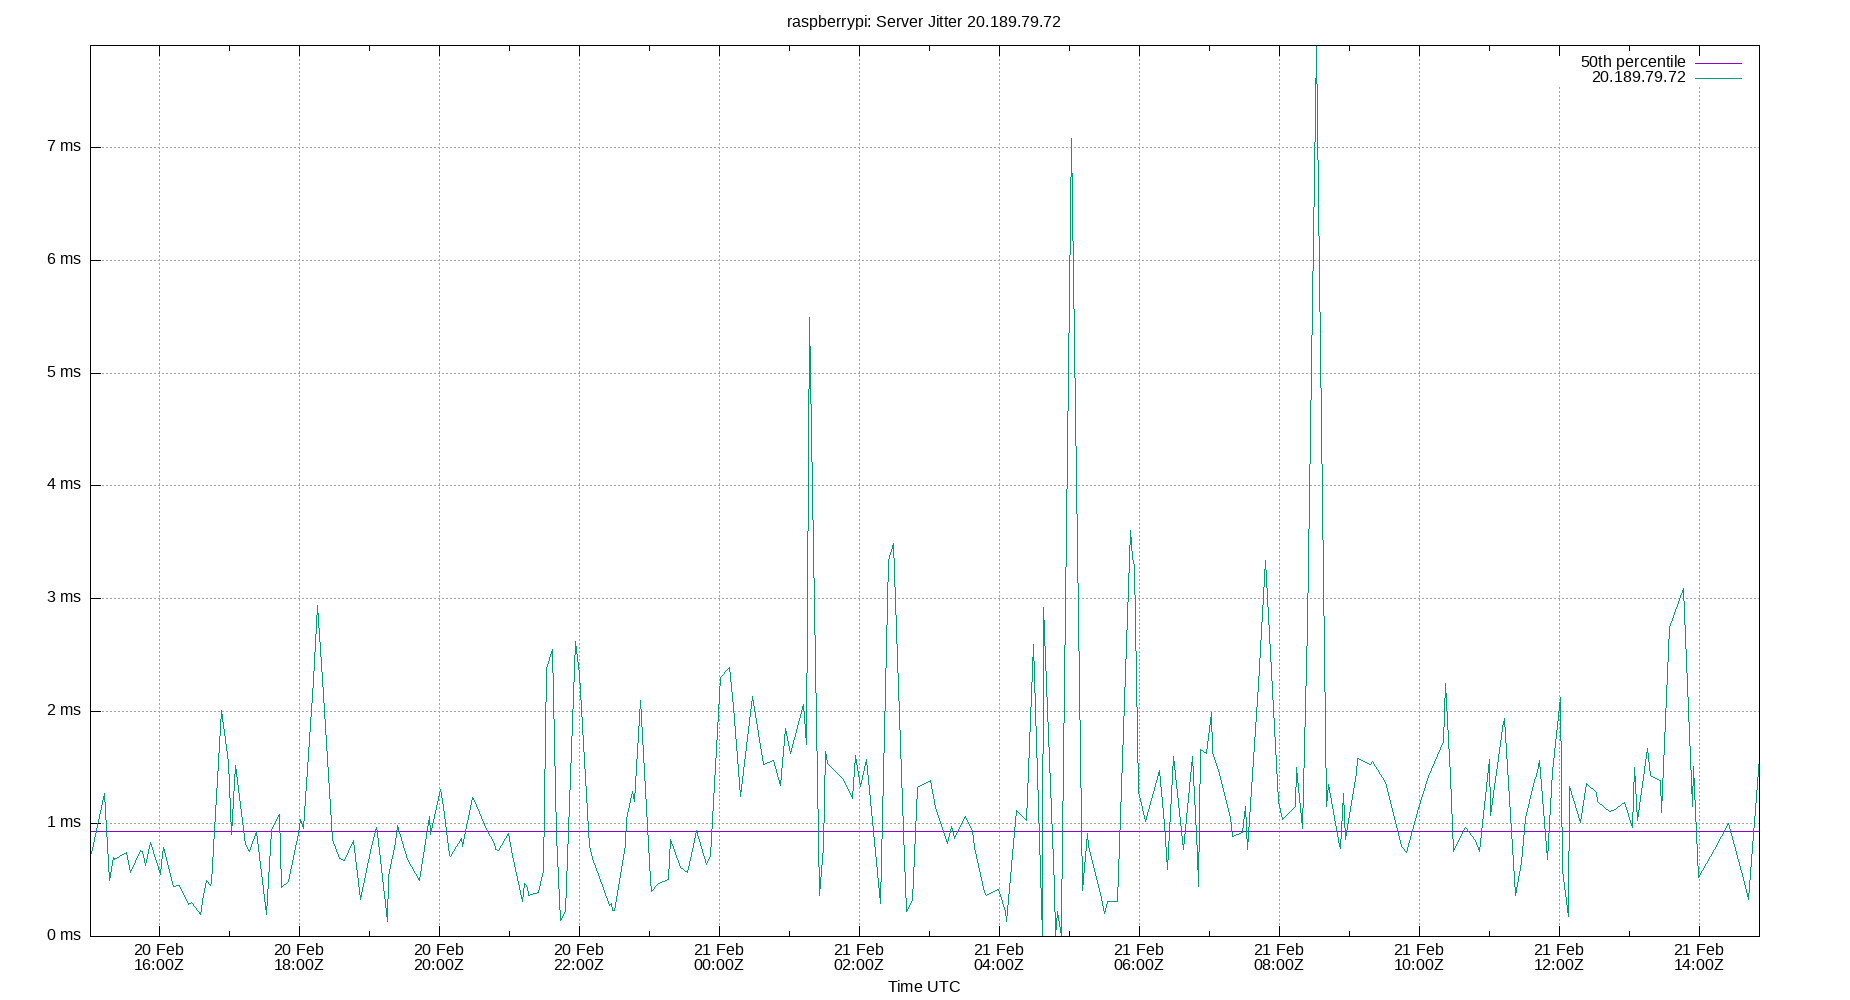 raspberrypi: Server Jitter 20.189.79.72
50th percentile
20.189.79.72
7 ms
6 ms
5 ms
4 ms
3 ms
2 ms
1 ms
0 ms
20 Feb 20 Feb 20 Feb 20 Feb 21 Feb 21 Feb 21 Feb 21 Feb 21 Feb 21 Feb 21 Feb 21 Feb
16:00Z 18:00Z 20:00Z 22:00Z 00:00Z 02:00Z 04:00Z 06:00Z 08:00Z 10:00Z 12:00Z 14:00Z
Time UTC